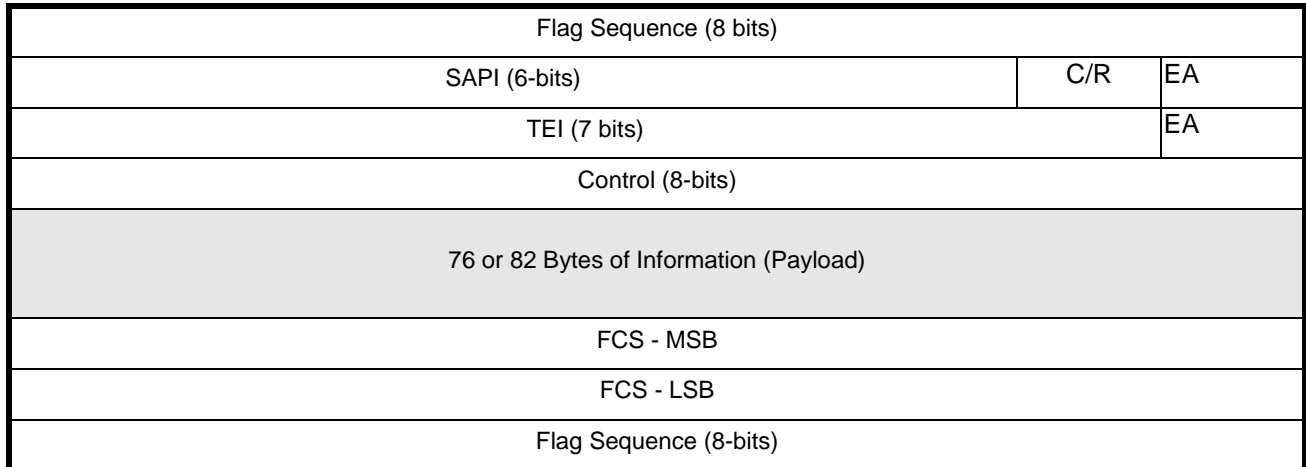 Flag Sequence (8 bits)
SAPI (6-bits) C/R EA
TEI (7 bits) EA
Control (8-bits)
76 or 82 Bytes of Information (Payload)
FCS - MSB
FCS - LSB
Flag Sequence (8-bits)